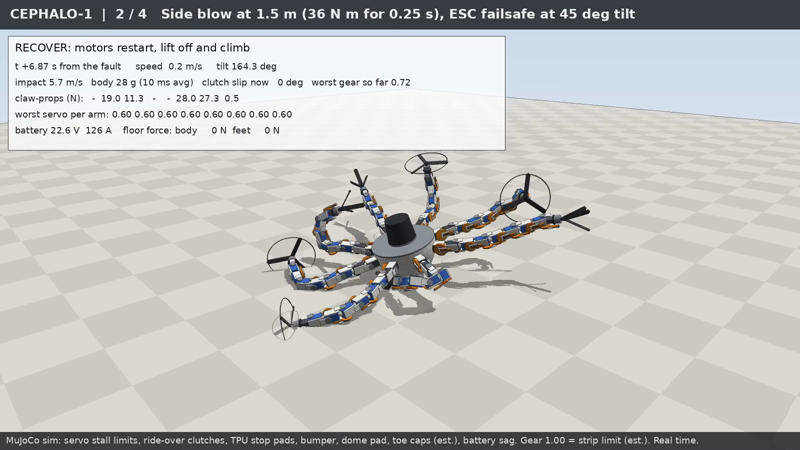 CEPHALO-1 | 2 / 4 Side blow at 1.5 m (36 N m for 0.25 s), ESC failsafe at 45 deg tilt
RECOVER: motors restart, lift off and climb
t +6.87 s from the fault speed 0.2 m/s tilt 164.3 deg
impact 5.7 m/s body 28 g (10 ms avg) clutch slip now 0 deg worst gear so far 0.72
claw-props (N): - 19.0 11.3 - - 28.0 27.3 0.5
worst servo per arm: 0.60 0.60 0.60 0.60 0.60 0.60 0.60 0.60
battery 22.6 V 126 A floor force: body 0 N feet 0 N
MuJoCo sim: servo stall limits, ride-over clutches, TPU stop pads, bumper, dome pad, toe caps (est.), battery sag. Gear 1.00 = strip limit (est.). Real time.